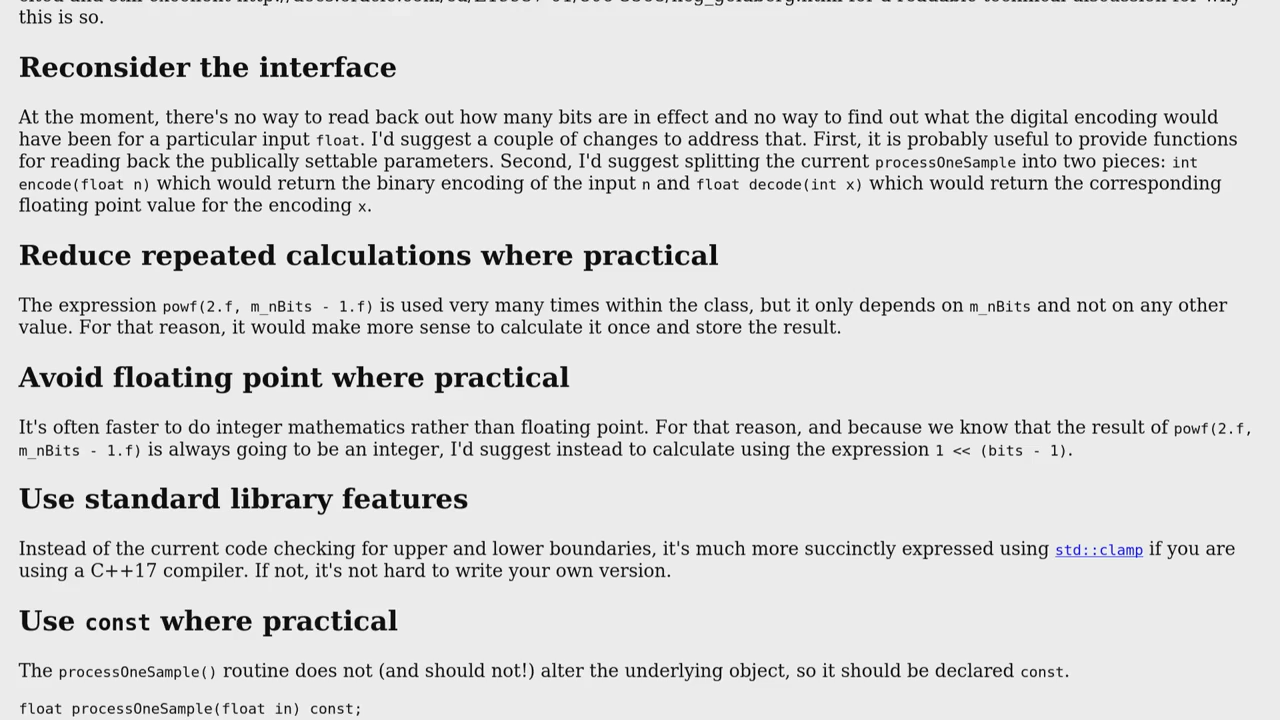 this is so.
Reconsider the interface
At the moment, there's no way to read back out how many bits are in effect and no way to find out what the digital encoding would
have been for a particular input float. I'd suggest a couple of changes to address that. First, it is probably useful to provide functions
for reading back the publically settable parameters. Second, I'd suggest splitting the current processOneSample into two pieces: int
encode(float n) which would return the binary encoding of the input n and float decode(int x) which would return the corresponding
floating point value for the encoding x.
Reduce repeated calculations where practical
The expression powf(2.f, m_nBits - 1.f) is used very many times within the class, but it only depends on m_nBits and not on any other
value. For that reason, it would make more sense to calculate it once and store the result.
Avoid floating point where practical
It's often faster to do integer mathematics rather than floating point. For that reason, and because we know that the result of powf(2.f,
m_nBits - 1.f) is always going to be an integer, I'd suggest instead to calculate using the expression 1 << (bits - 1).
Use standard library features
Instead of the current code checking for upper and lower boundaries, it's much more succinctly expressed using std::clamp if you are
using a C++17 compiler. If not, it's not hard to write your own version.
Use const where practical
The processOneSample() routine does not (and should not!) alter the underlying object, so it should be declared const.
float processOneSample(float in) const;